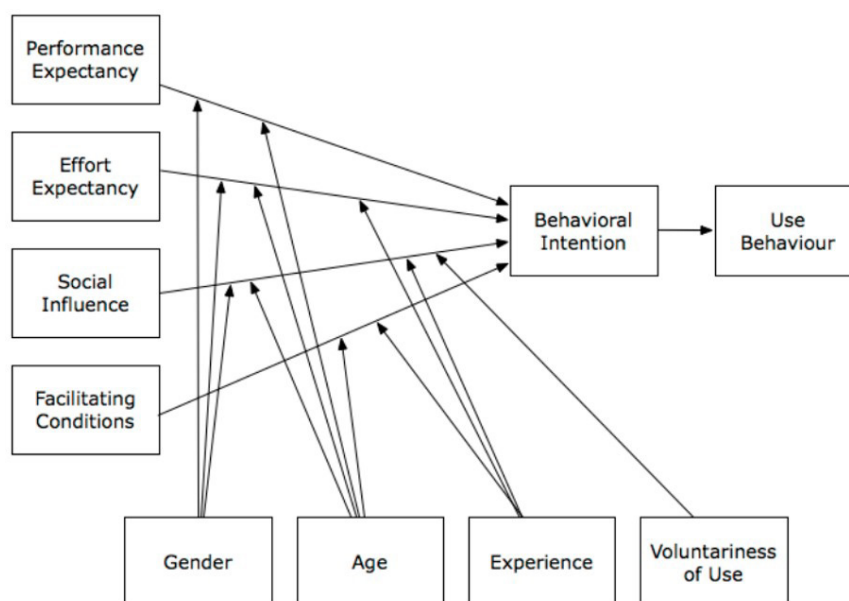 Performance
Expectancy
Effort
Expectancy
Social
Influence
Facilitating
Conditions
Behavioral
Intention
Use
Behaviour
Gender
Age
Experience
Voluntariness
of Use